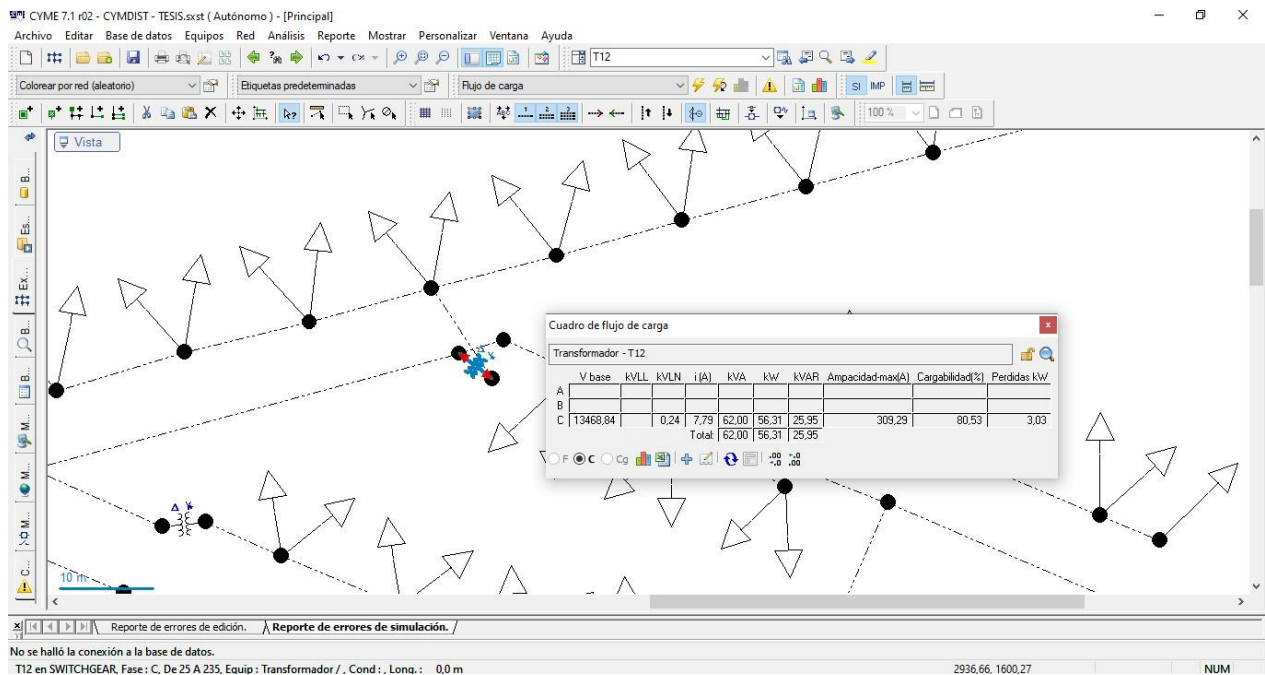 CYME 7.1 r02 - CYMDIST - TESIS.sxst ( Autónomo ) - [Principal]
Archivo Editar Base de datos Equipos Red Análisis Reporte Mostrar Personalizar Ventana Ayuda
T12
Colorear por red (aleatorio) Etiquetas predeterminadas Flujo de carga SI IMP
100 %
Vista
B...
Es...
Ex...
B...
B...
M...
M...
M...
C...
Cuadro de flujo de carga
Transformador - T12
V base kVLL kVLN i (A) kVA kW kVAR Ampacidad-max(A) Cargabilidad(%) Perdidas kW
A
B
C 13468,84 0,24 7,79 62,00 56,31 25,95 309,29 80,53 3,03
Total: 62,00 56,31 25,95
F C Cg
10 m
Reporte de errores de edición. Reporte de errores de simulación.
No se halló la conexión a la base de datos.
T12 en SWITCHGEAR, Fase : C, De 25 A 235, Equip : Transformador / , Cond : , Long. : 0,0 m 2936,66, 1600,27 NUM